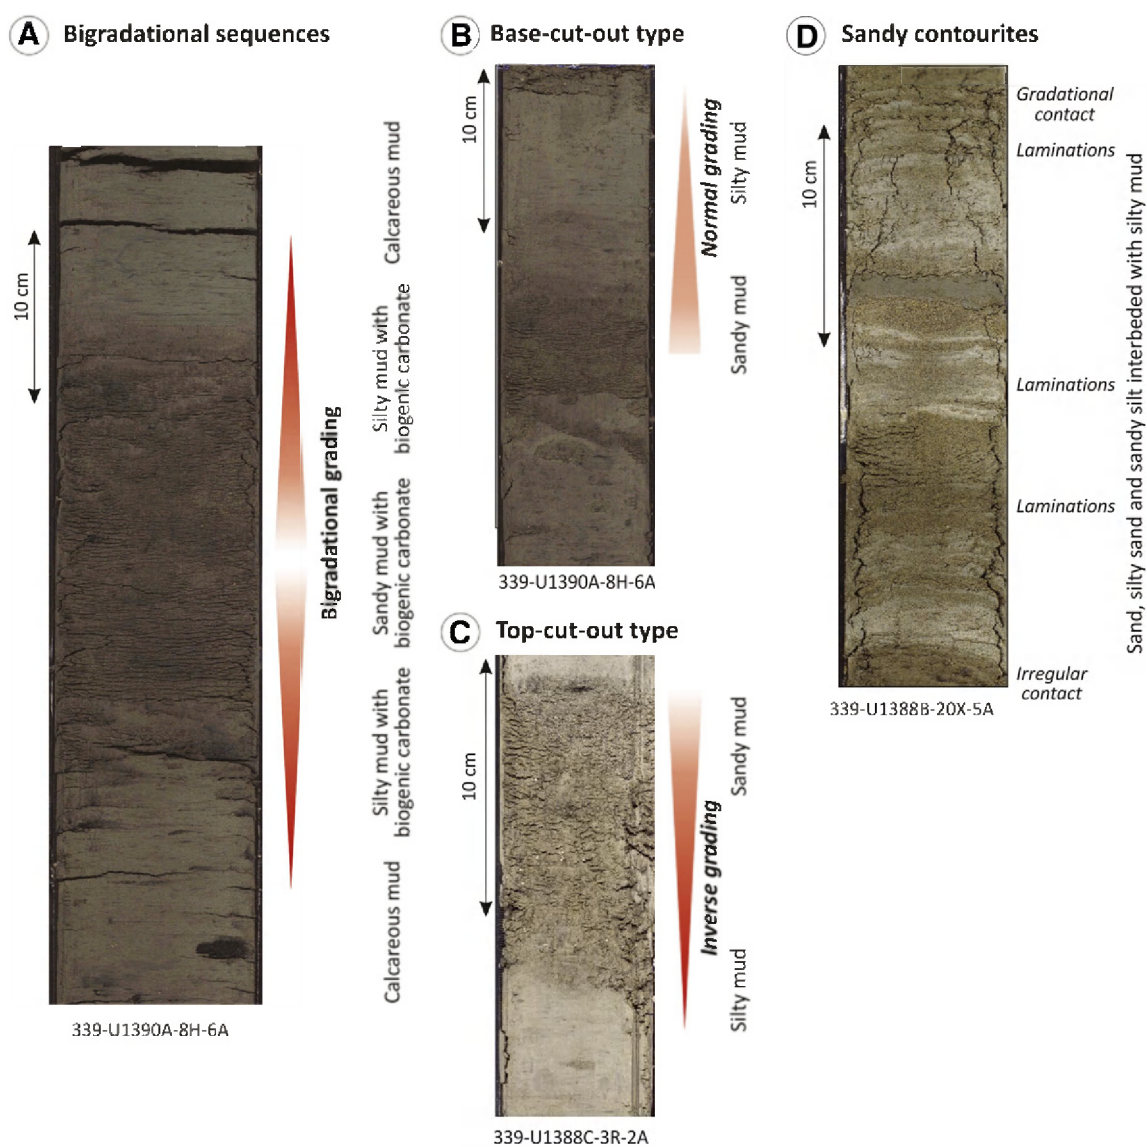 A Bigradational sequences
10 cm
Calcareous mud
Silty mud with
biogenic carbonate
Sandy mud with
biogenic carbonate
Silty mud with
biogenic carbonate
Calcareous mud
Bigradational grading
339-U1390A-8H-6A
B Base-cut-out type
10 cm
Normal grading
Silty mud
Sandy mud
339-U1390A-8H-6A
C Top-cut-out type
10 cm
Sandy mud
Inverse grading
Silty mud
339-U1388C-3R-2A
D Sandy contourites
10 cm
Gradational
contact
Laminations
Laminations
Laminations
Irregular
contact
Sand, silty sand and sandy silt interbeded with silty mud
339-U1388B-20X-5A